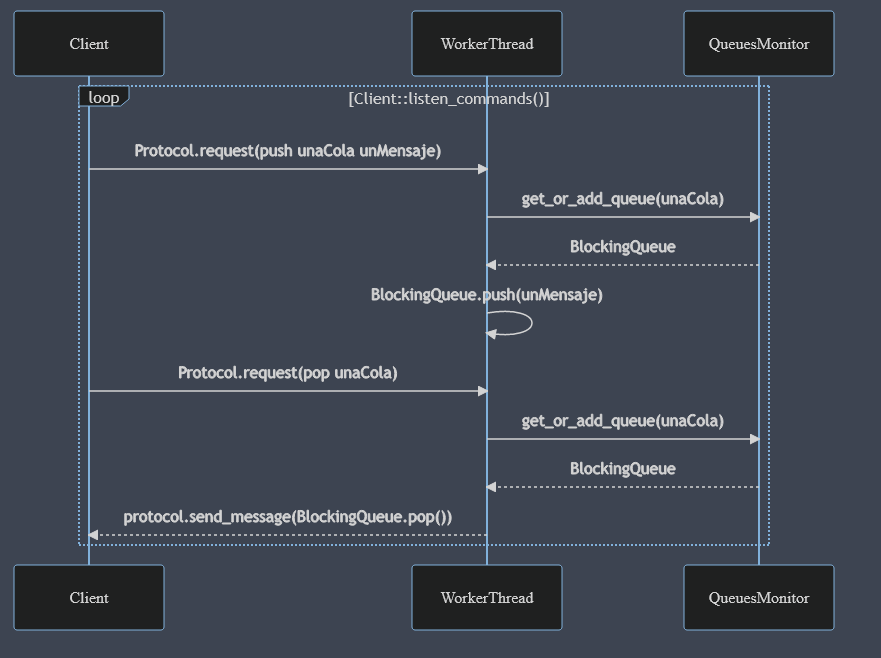 Client
WorkerThread
QueuesMonitor
loop
[Client::listen_commands()]
Protocol.request(push unaCola unMensaje)
get_or_add_queue(unaCola)
BlockingQueue
BlockingQueue.push(unMensaje)
Protocol.request(pop unaCola)
get_or_add_queue(unaCola)
BlockingQueue
protocol.send_message(BlockingQueue.pop())
Client
WorkerThread
QueuesMonitor